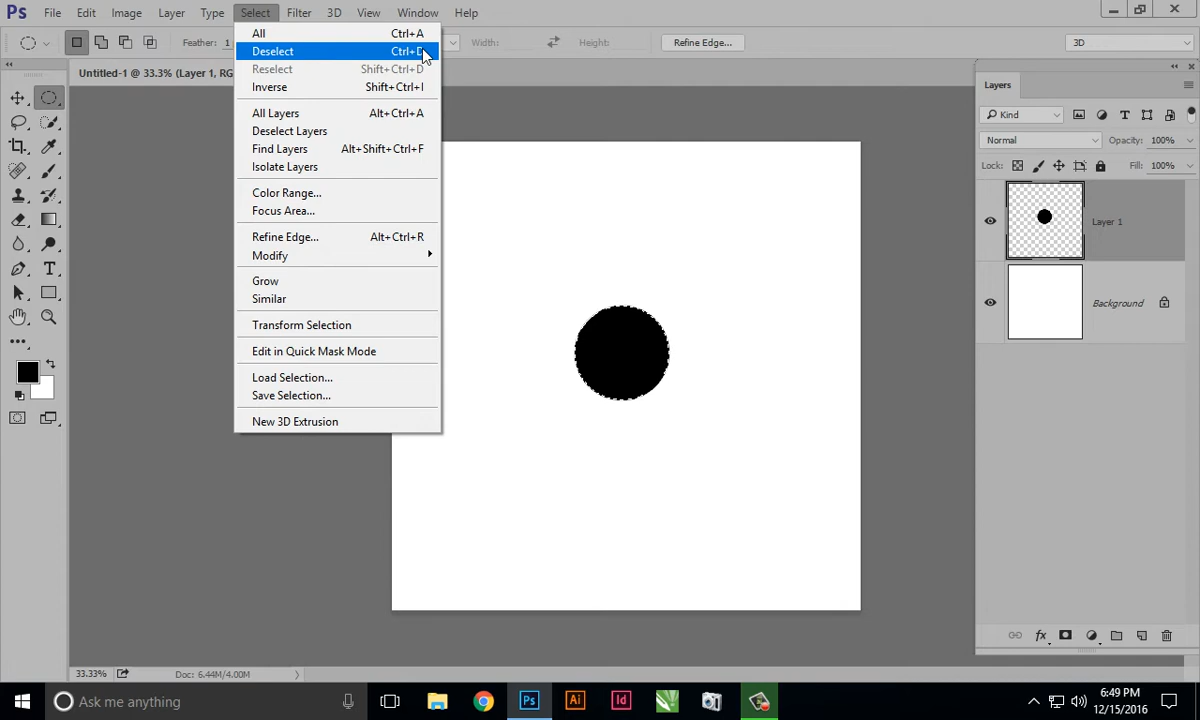 Ps File Edit Image Layer Type Select Filter 3D View Window Help
Feather: 1 Width: Height: Refine Edge... 3D
Untitled-1 @ 33.3% (Layer 1, RG
All Ctrl+A
Deselect Ctrl+D
Reselect Shift+Ctrl+D
Inverse Shift+Ctrl+I
All Layers Alt+Ctrl+A
Deselect Layers
Find Layers Alt+Shift+Ctrl+F
Isolate Layers
Color Range...
Focus Area...
Refine Edge... Alt+Ctrl+R
Modify
Grow
Similar
Transform Selection
Edit in Quick Mask Mode
Load Selection...
Save Selection...
New 3D Extrusion
Layers
Kind
Normal Opacity: 100%
Lock: Fill: 100%
Layer 1
Background
33.33% Doc: 6.44M/4.00M
Ask me anything
Ps Ai Id
6:49 PM
12/15/2016